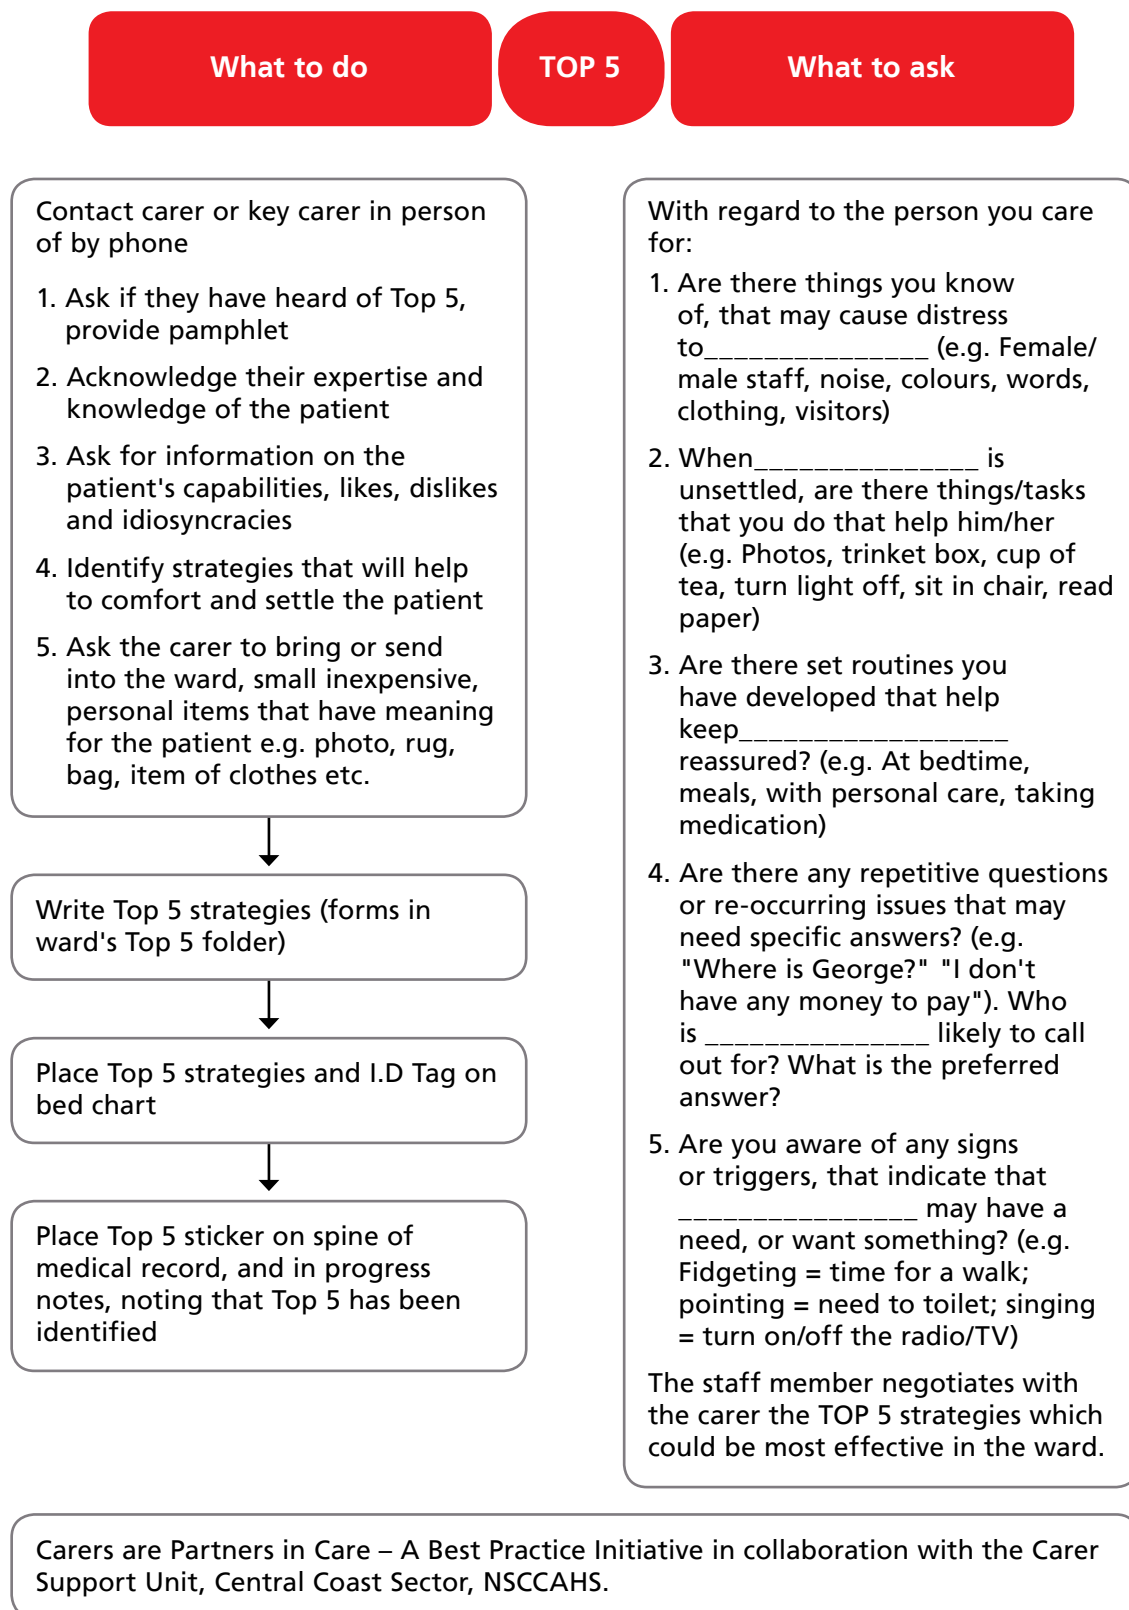 What to do
TOP 5
What to ask
Contact carer or key carer in person
of by phone
1. Ask if they have heard of Top 5,
provide pamphlet
2. Acknowledge their expertise and
knowledge of the patient
3. Ask for information on the
patient's capabilities, likes, dislikes
and idiosyncracies
4. Identify strategies that will help
to comfort and settle the patient
5. Ask the carer to bring or send
into the ward, small inexpensive,
personal items that have meaning
for the patient e.g. photo, rug,
bag, item of clothes etc.
Write Top 5 strategies (forms in
ward's Top 5 folder)
Place Top 5 strategies and I.D Tag on
bed chart
Place Top 5 sticker on spine of
medical record, and in progress
notes, noting that Top 5 has been
identified
With regard to the person you care
for:
1. Are there things you know
of, that may cause distress
to_______________ (e.g. Female/
male staff, noise, colours, words,
clothing, visitors)
2. When_______________ is
unsettled, are there things/tasks
that you do that help him/her
(e.g. Photos, trinket box, cup of
tea, turn light off, sit in chair, read
paper)
3. Are there set routines you
have developed that help
keep__________________
reassured? (e.g. At bedtime,
meals, with personal care, taking
medication)
4. Are there any repetitive questions
or re-occurring issues that may
need specific answers? (e.g.
"Where is George?" "I don't
have any money to pay"). Who
is _______________ likely to call
out for? What is the preferred
answer?
5. Are you aware of any signs
or triggers, that indicate that
________________ may have a
need, or want something? (e.g.
Fidgeting = time for a walk;
pointing = need to toilet; singing
= turn on/off the radio/TV)
The staff member negotiates with
the carer the TOP 5 strategies which
could be most effective in the ward.
Carers are Partners in Care – A Best Practice Initiative in collaboration with the Carer
Support Unit, Central Coast Sector, NSCCAHS.